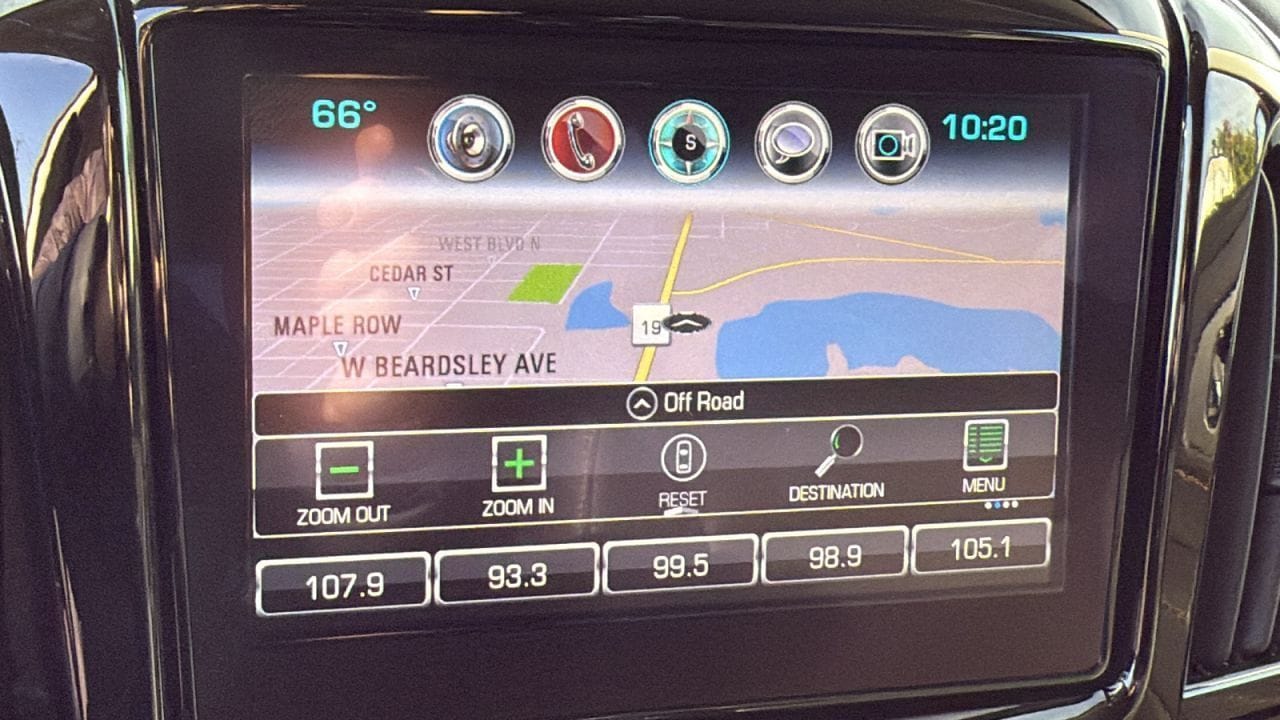 66°
S
10:20
WEST BLVD N
CEDAR ST
MAPLE ROW
19
W BEARDSLEY AVE
Off Road
ZOOM OUT
ZOOM IN
RESET
DESTINATION
MENU
107.9
93.3
99.5
98.9
105.1